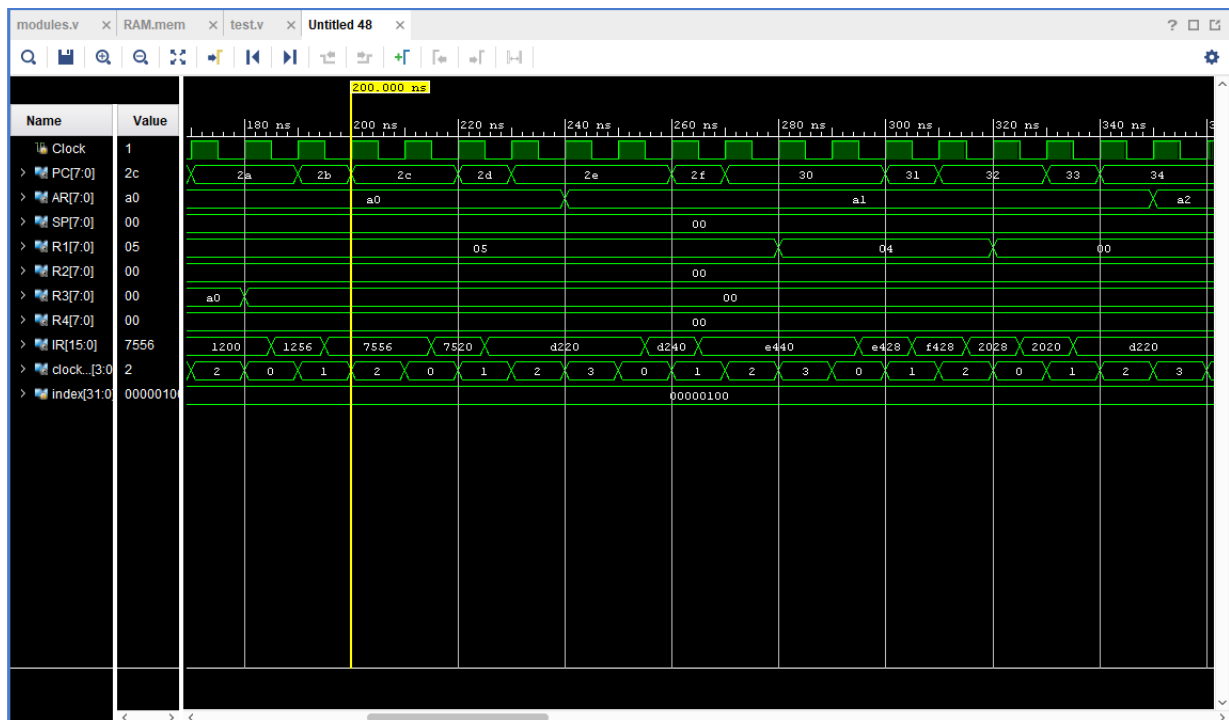 modules.v × RAM.mem × test.v × Untitled 48 × ?
200.000 ns
Name Value 180 ns 200 ns 220 ns 240 ns 260 ns 280 ns 300 ns 320 ns 340 ns 3
Clock 1
PC[7:0] 2c 2a 2b 2c 2d 2e 2f 30 31 32 33 34
AR[7:0] a0 a0 a1 a2
SP[7:0] 00 00
R1[7:0] 05 05 04 00
R2[7:0] 00 00
R3[7:0] 00 a0 00
R4[7:0] 00 00
IR[15:0] 7556 1200 1256 7556 7520 d220 d240 e440 e428 f428 2028 2020 d220
clock...[3:0 2 2 0 1 2 0 1 2 3 0 1 2 3 0 1 2 0 1 2 3
index[31:0] 00000100 00000100